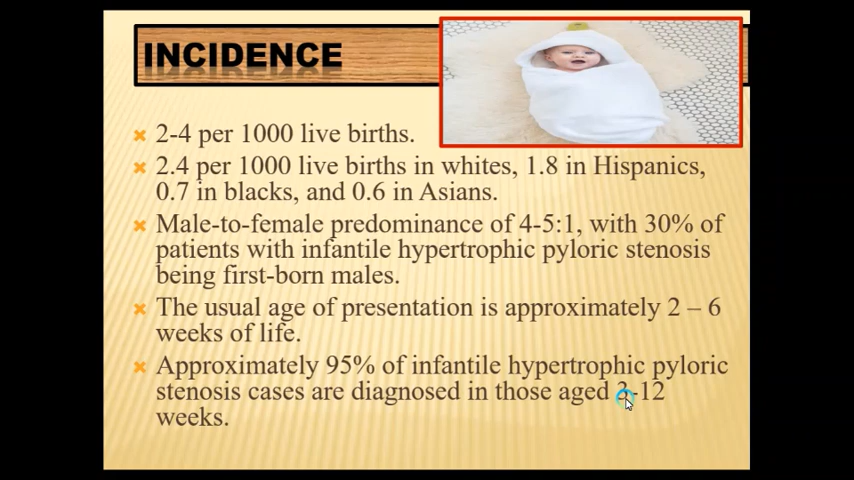 INCIDENCE
2-4 per 1000 live births.
2.4 per 1000 live births in whites, 1.8 in Hispanics,
0.7 in blacks, and 0.6 in Asians.
Male-to-female predominance of 4-5:1, with 30% of
patients with infantile hypertrophic pyloric stenosis
being first-born males.
The usual age of presentation is approximately 2 – 6
weeks of life.
Approximately 95% of infantile hypertrophic pyloric
stenosis cases are diagnosed in those aged 3-12
weeks.